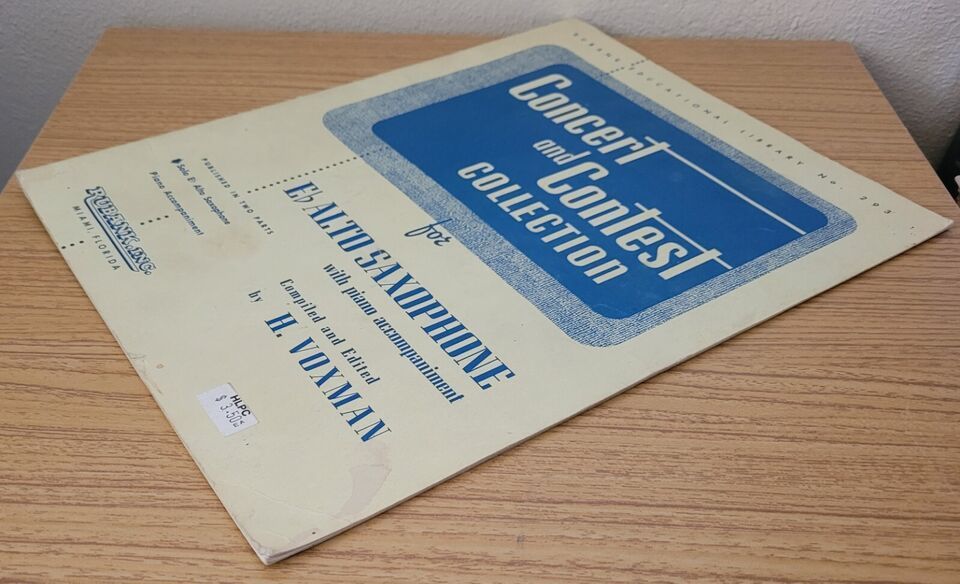 RUBANK EDUCATIONAL LIBRARY No. 293
Concert
and Contest
COLLECTION
for
E♭ ALTO SAXOPHONE
with piano accompaniment
Compiled and Edited
by H. VOXMAN
PUBLISHED IN TWO PARTS
Solo E♭ Alto Saxophone
Piano Accompaniment
RUBANK, INC.
MIAMI, FLORIDA
HLPC
$ 3.50